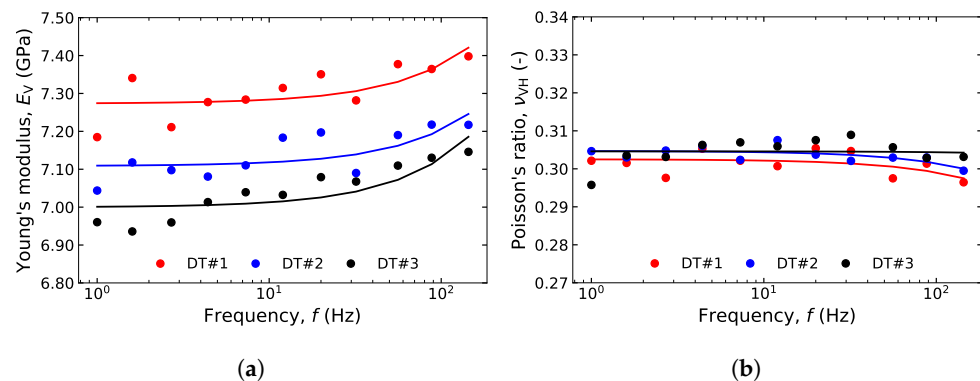 7.50
7.40
7.30
7.20
7.10
7.00
6.90
6.80
Young's modulus, E_V (GPa)
DT#1 DT#2 DT#3
10^0 10^1 10^2
Frequency, f (Hz)
(a)
0.34
0.33
0.32
0.31
0.30
0.29
0.28
0.27
Poisson's ratio, ν_VH (-)
DT#1 DT#2 DT#3
10^0 10^1 10^2
Frequency, f (Hz)
(b)